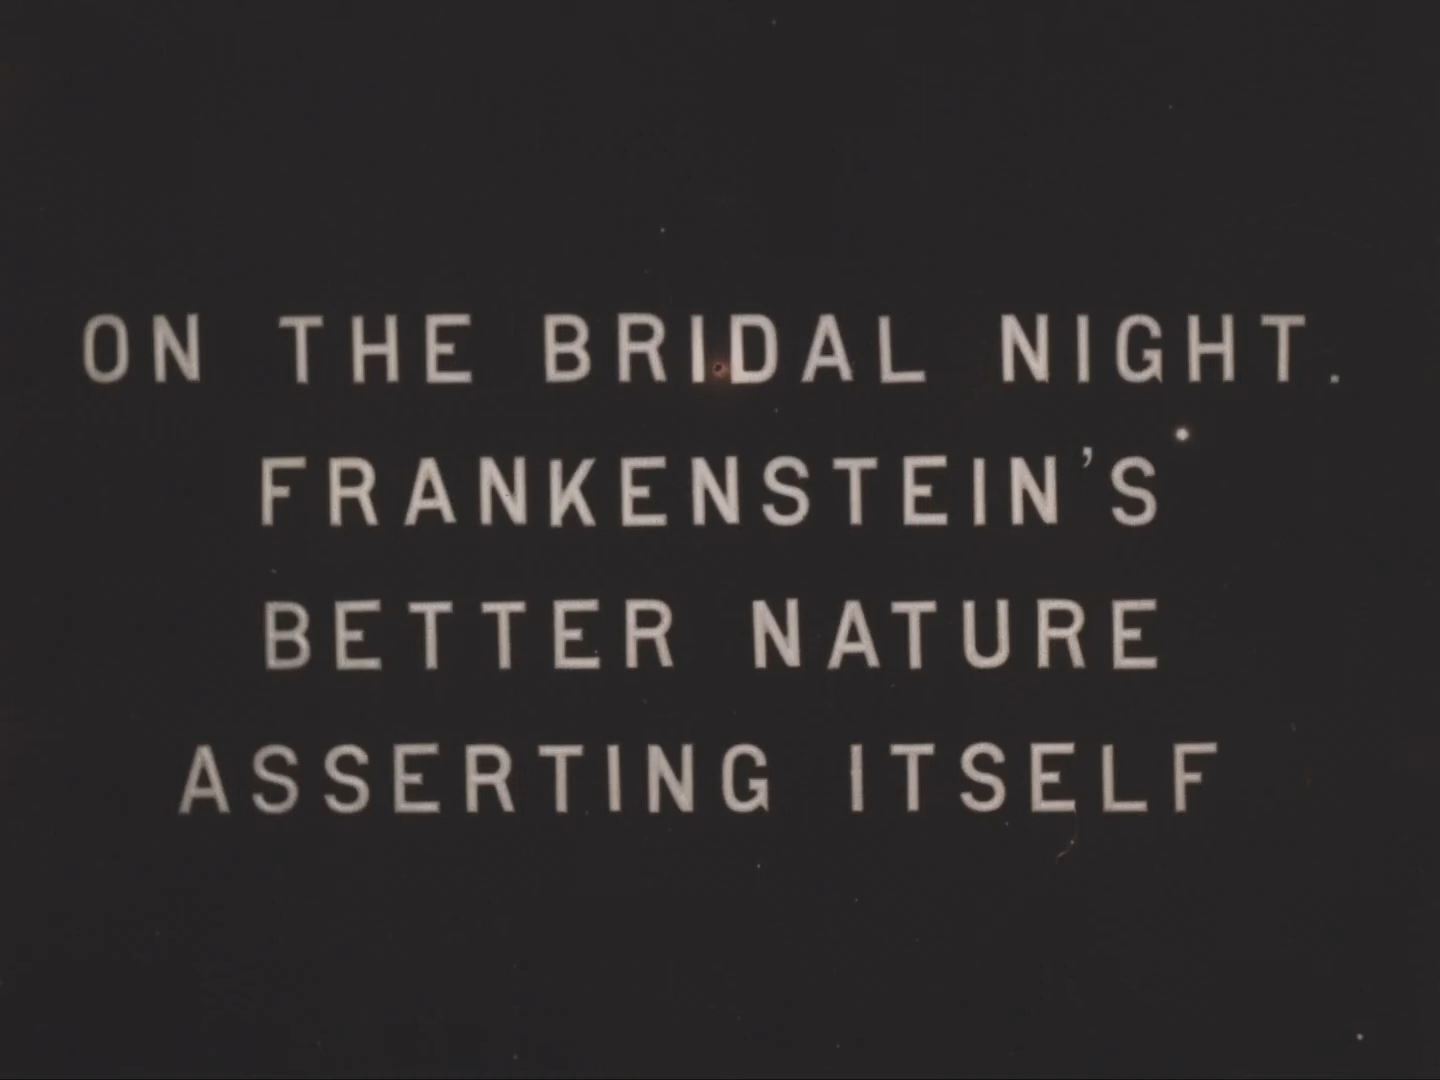 ON THE BRIDAL NIGHT.
FRANKENSTEIN'S
BETTER NATURE
ASSERTING ITSELF